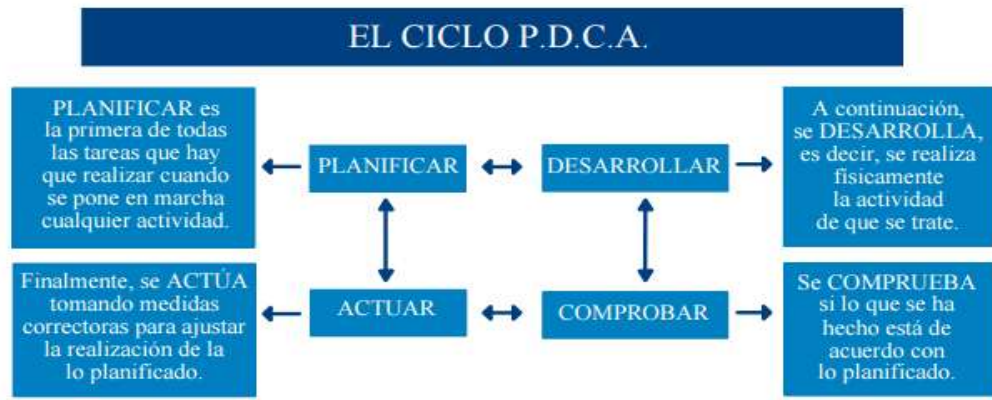 EL CICLO P.D.C.A.
PLANIFICAR es
la primera de todas
las tareas que hay
que realizar cuando
se pone en marcha
cualquier actividad.
PLANIFICAR
DESARROLLAR
A continuación,
se DESARROLLA,
es decir, se realiza
físicamente
la actividad
de que se trate.
Finalmente, se ACTÚA
tomando medidas
correctoras para ajustar
la realización de la
lo planificado.
ACTUAR
COMPROBAR
Se COMPRUEBA
si lo que se ha
hecho está de
acuerdo con
lo planificado.